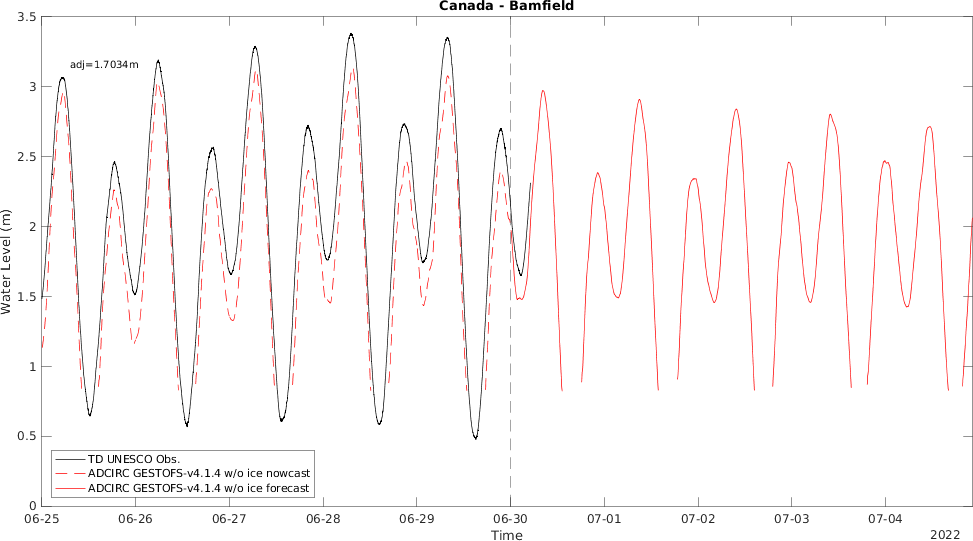 Canada - Bamfield
adj=1.7034m
3.5
3
2.5
2
1.5
1
0.5
0
Water Level (m)
TD UNESCO Obs.
ADCIRC GESTOFS-v4.1.4 w/o ice nowcast
ADCIRC GESTOFS-v4.1.4 w/o ice forecast
06-25 06-26 06-27 06-28 06-29 06-30 07-01 07-02 07-03 07-04
Time
2022